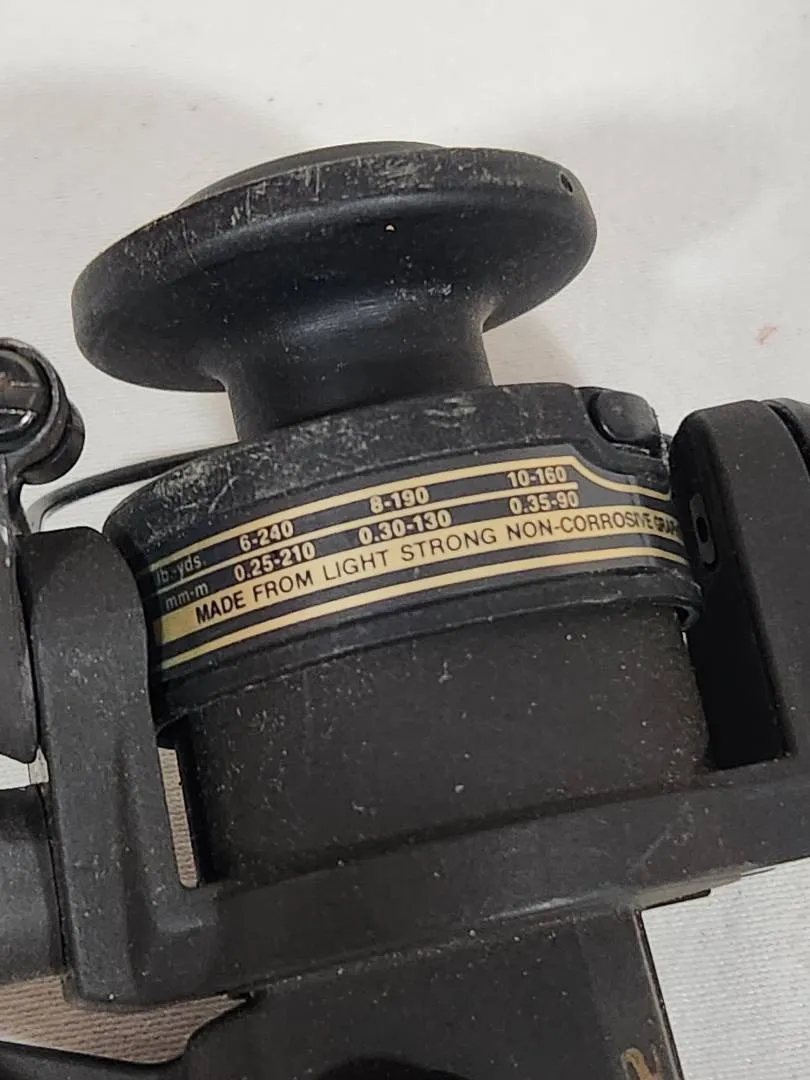 lb.-yds. 6-240 8-190 10-160
mm-m 0.25-210 0.30-130 0.35-90
MADE FROM LIGHT STRONG NON-CORROSIVE